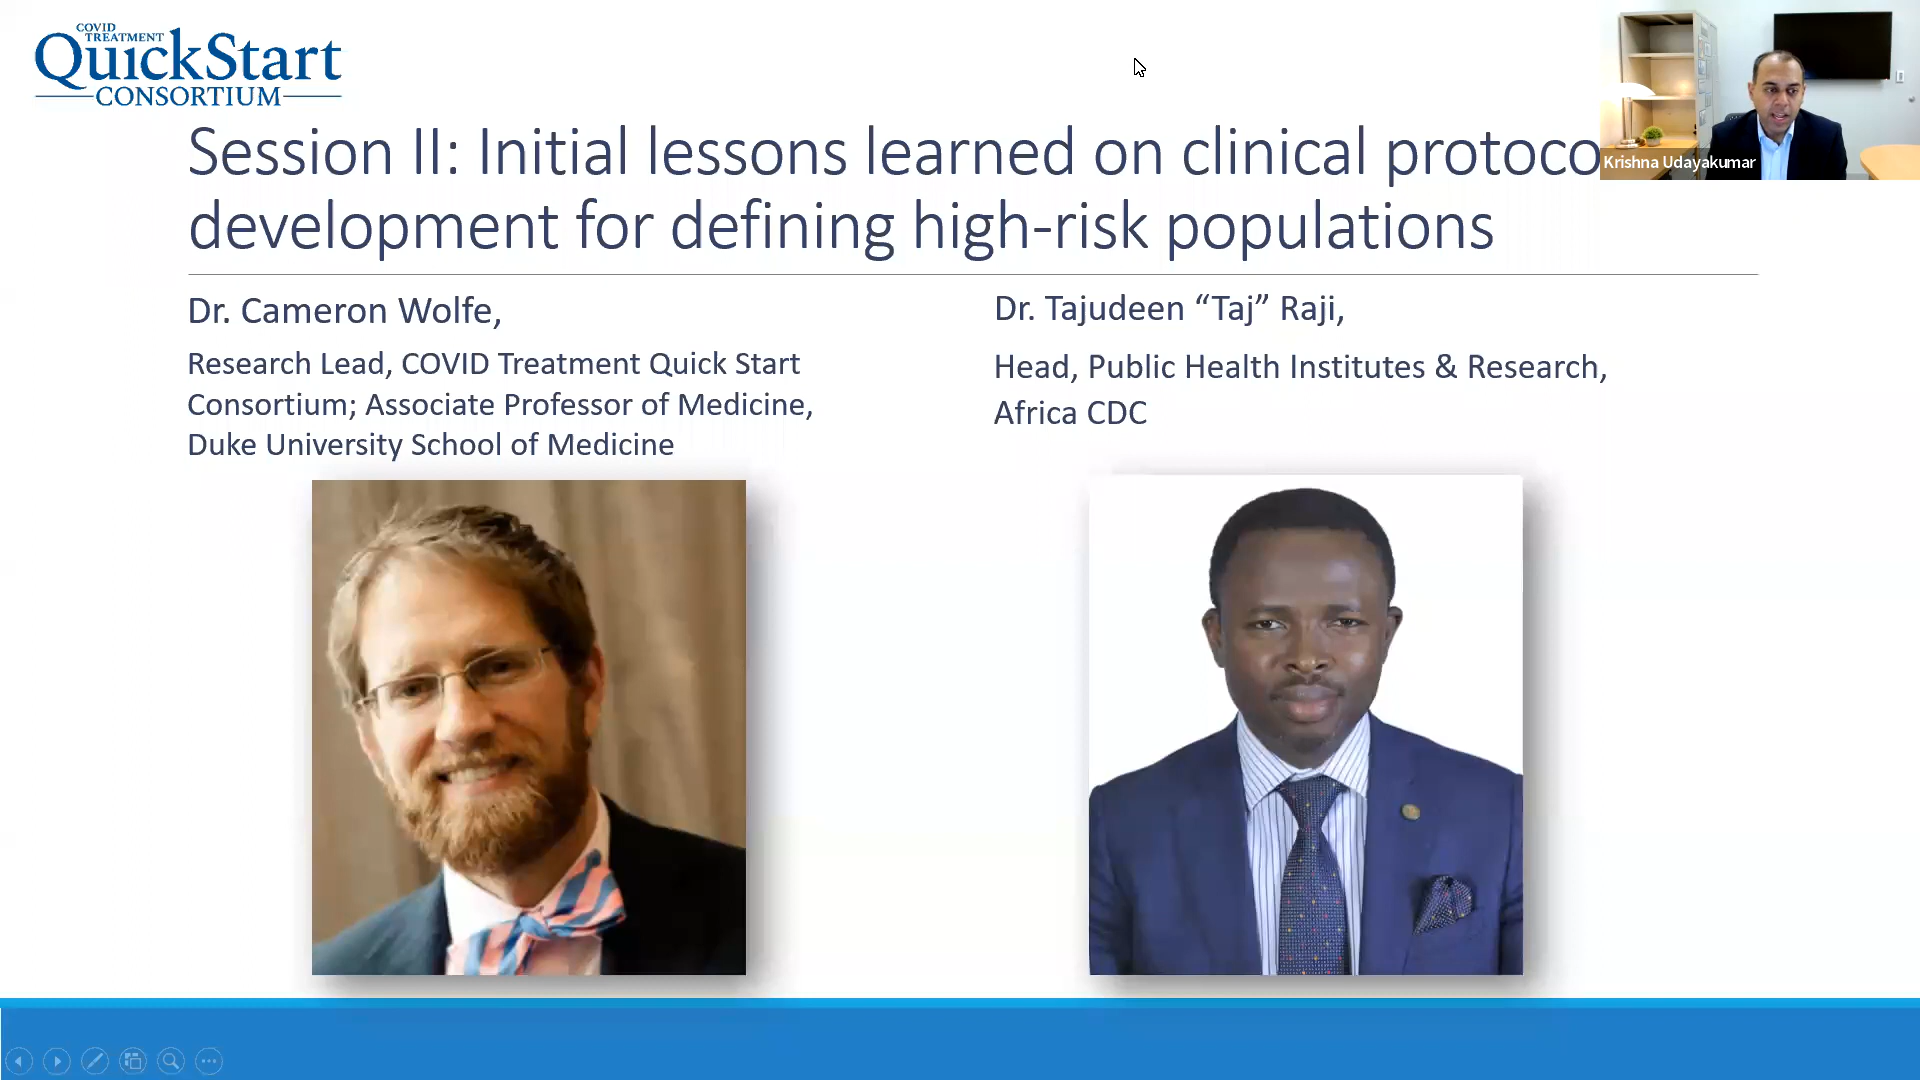 COVID
TREATMENT
QuickStart
CONSORTIUM
Krishna Udayakumar
Session II: Initial lessons learned on clinical protoco
development for defining high-risk populations
Dr. Cameron Wolfe,
Research Lead, COVID Treatment Quick Start
Consortium; Associate Professor of Medicine,
Duke University School of Medicine
Dr. Tajudeen “Taj” Raji,
Head, Public Health Institutes & Research,
Africa CDC